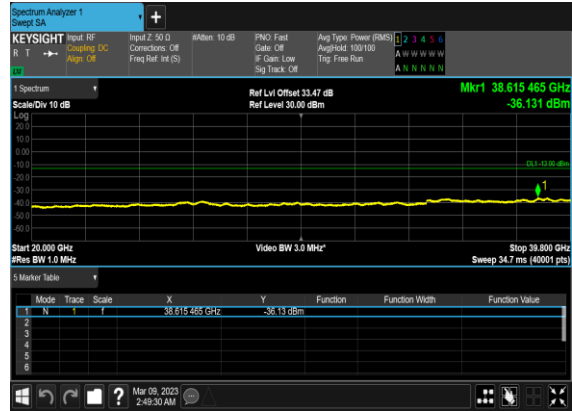 Spectrum Analyzer 1
Swept SA
+
KEYSIGHT Input: RF Input Z: 50 Ω #Atten: 10 dB PNO: Fast Avg Type: Power (RMS) 1 2 3 4 5 6
R T Coupling: DC Corrections: Off Gate: Off Avg|Hold: 100/100 A W W W W W
Align: Off Freq Ref: Int (S) IF Gain: Low Trig: Free Run
Sig Track: Off A N N N N N
1 Spectrum Ref Lvl Offset 33.47 dB Mkr1 38.615 465 GHz
Scale/Div 10 dB Ref Level 30.00 dBm -36.131 dBm
Log
20.0
10.0
0.00
-10.0 DL1 -13.00 dBm
-20.0
-30.0 1
-40.0
-50.0
-60.0
Start 20.000 GHz Video BW 3.0 MHz* Stop 39.800 GHz
#Res BW 1.0 MHz Sweep 34.7 ms (40001 pts)
5 Marker Table
Mode Trace Scale X Y Function Function Width Function Value
1 N 1 f 38.615 465 GHz -36.13 dBm
2
3
4
5
6
? Mar 09, 2023
2:49:30 AM